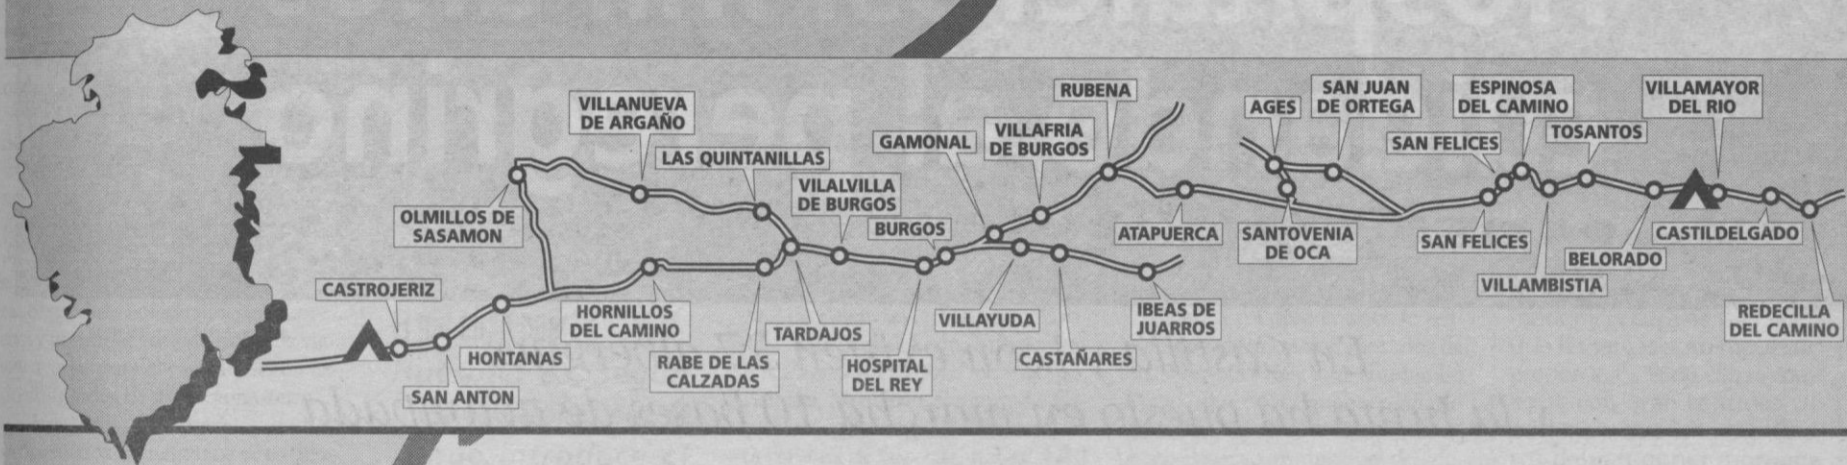 VILLANUEVA
DE ARGAÑO
LAS QUINTANILLAS
VILALVILLA
DE BURGOS
OLMILLOS DE
SASAMON
BURGOS
GAMONAL
VILLAFRIA
DE BURGOS
RUBENA
AGES
SAN JUAN
DE ORTEGA
ESPINOSA
DEL CAMINO
SAN FELICES
TOSANTOS
VILLAMAYOR
DEL RIO
CASTROJERIZ
SAN ANTON
HONTANAS
HORNILLOS
DEL CAMINO
RABE DE LAS
CALZADAS
TARDAJOS
HOSPITAL
DEL REY
VILLAYUDA
CASTAÑARES
IBEAS DE
JUARROS
ATAPUERCA
SANTOVENIA
DE OCA
SAN FELICES
VILLAMBISTIA
BELORADO
CASTILDELGADO
REDECILLA
DEL CAMINO